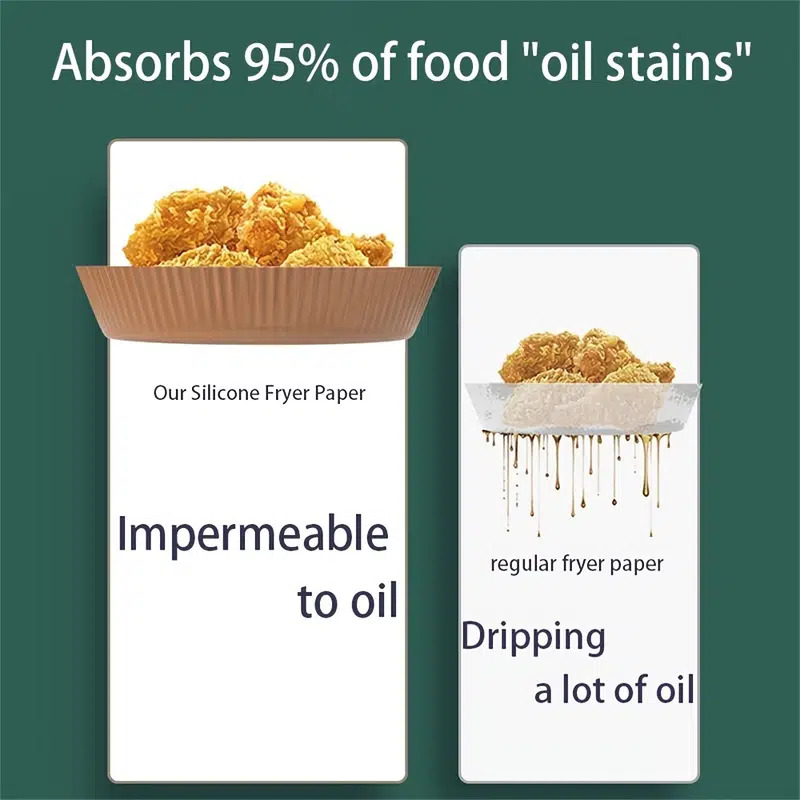 Absorbs 95% of food "oil stains"
Our Silicone Fryer Paper
Impermeable
to oil
regular fryer paper
Dripping
a lot of oil